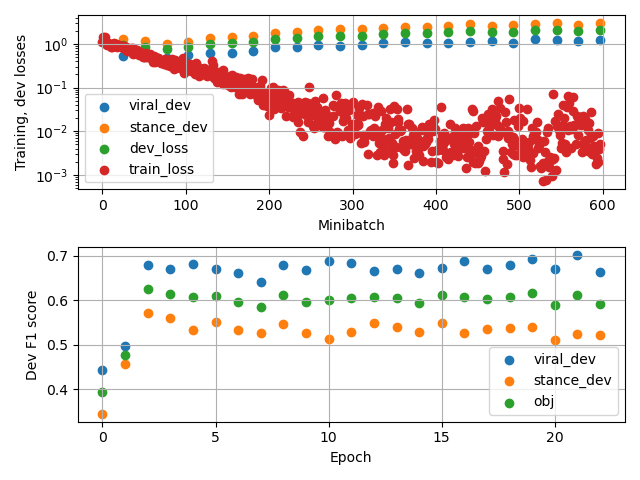 Training, dev losses
10⁰
10⁻¹
10⁻²
10⁻³
viral_dev
stance_dev
dev_loss
train_loss
0 100 200 300 400 500 600
Minibatch
Dev F1 score
0.7
0.6
0.5
0.4
viral_dev
stance_dev
obj
0 5 10 15 20
Epoch